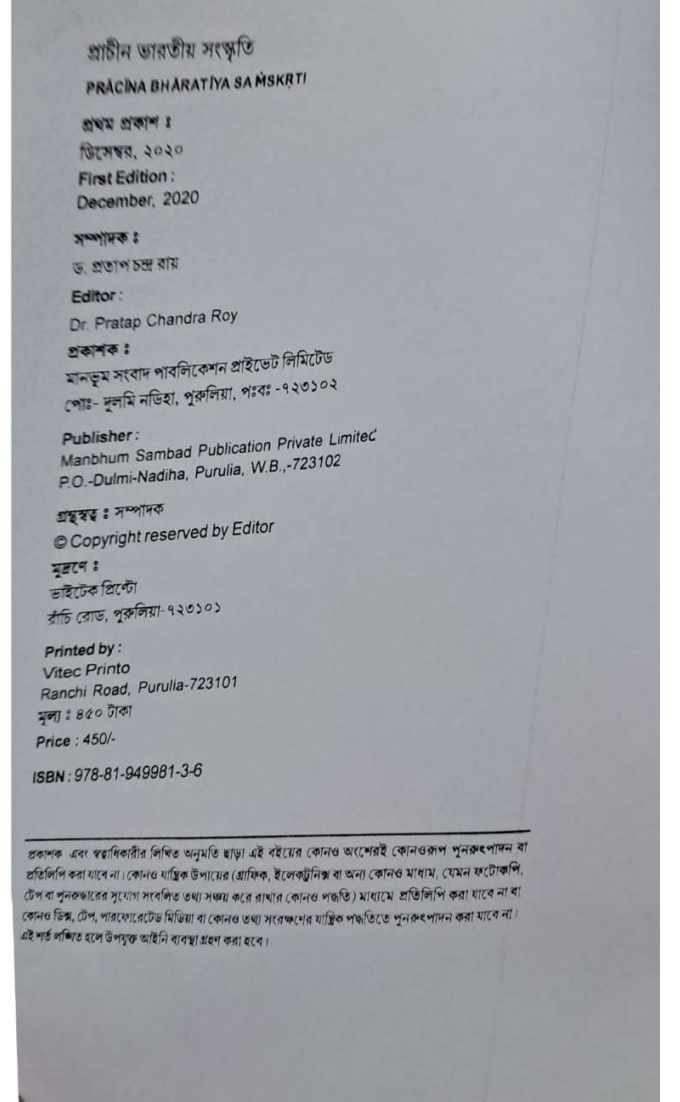 প্রাচীন ভারতীয় সংস্কৃতি
PRĀCĪNA BHĀRATĪYA SAṀSKṚTI
প্রথম প্রকাশ :
ডিসেম্বর, ২০২০
First Edition :
December, 2020
সম্পাদক :
ড. প্রতাপ চন্দ্র রায়
Editor :
Dr. Pratap Chandra Roy
প্রকাশক :
মানভূম সংবাদ পাবলিকেশন প্রাইভেট লিমিটেড
পোঃ- দুলমি নডিহা, পুরুলিয়া, পঃবঃ -৭২৩১০২
Publisher :
Manbhum Sambad Publication Private Limited
P.O.-Dulmi-Nadiha, Purulia, W.B.,-723102
গ্রন্থস্বত্ব : সম্পাদক
© Copyright reserved by Editor
মুদ্রণে :
ভাইটেক প্রিন্টো
রাঁচি রোড, পুরুলিয়া-৭২৩১০১
Printed by :
Vitec Printo
Ranchi Road, Purulia-723101
মূল্য : ৪৫০ টাকা
Price : 450/-
ISBN : 978-81-949981-3-6
প্রকাশক এবং স্বত্বাধিকারীর লিখিত অনুমতি ছাড়া এই বইয়ের কোনও অংশেরই কোনওরূপ পুনরুৎপাদন বা
প্রতিলিপি করা যাবে না। কোনও যান্ত্রিক উপায়ের (গ্রাফিক, ইলেকট্রনিক্স বা অন্য কোনও মাধ্যম, যেমন ফটোকপি,
টেপ বা পুনরুদ্ধারের সুযোগ সংবলিত তথ্য সঞ্চয় করে রাখার কোনও পদ্ধতি) মাধ্যমে প্রতিলিপি করা যাবে না বা
কোনও ডিস্ক, টেপ, পারফোরেটেড মিডিয়া বা কোনও তথ্য সংরক্ষণের যান্ত্রিক পদ্ধতিতে পুনরুৎপাদন করা যাবে না।
এই শর্ত লঙ্ঘিত হলে উপযুক্ত আইনি ব্যবস্থা গ্রহণ করা হবে।